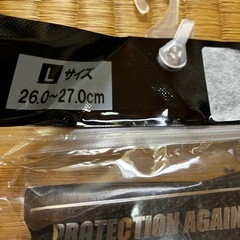 Lサイズ
26.0~27.0cm
PROTECTION AGAIN